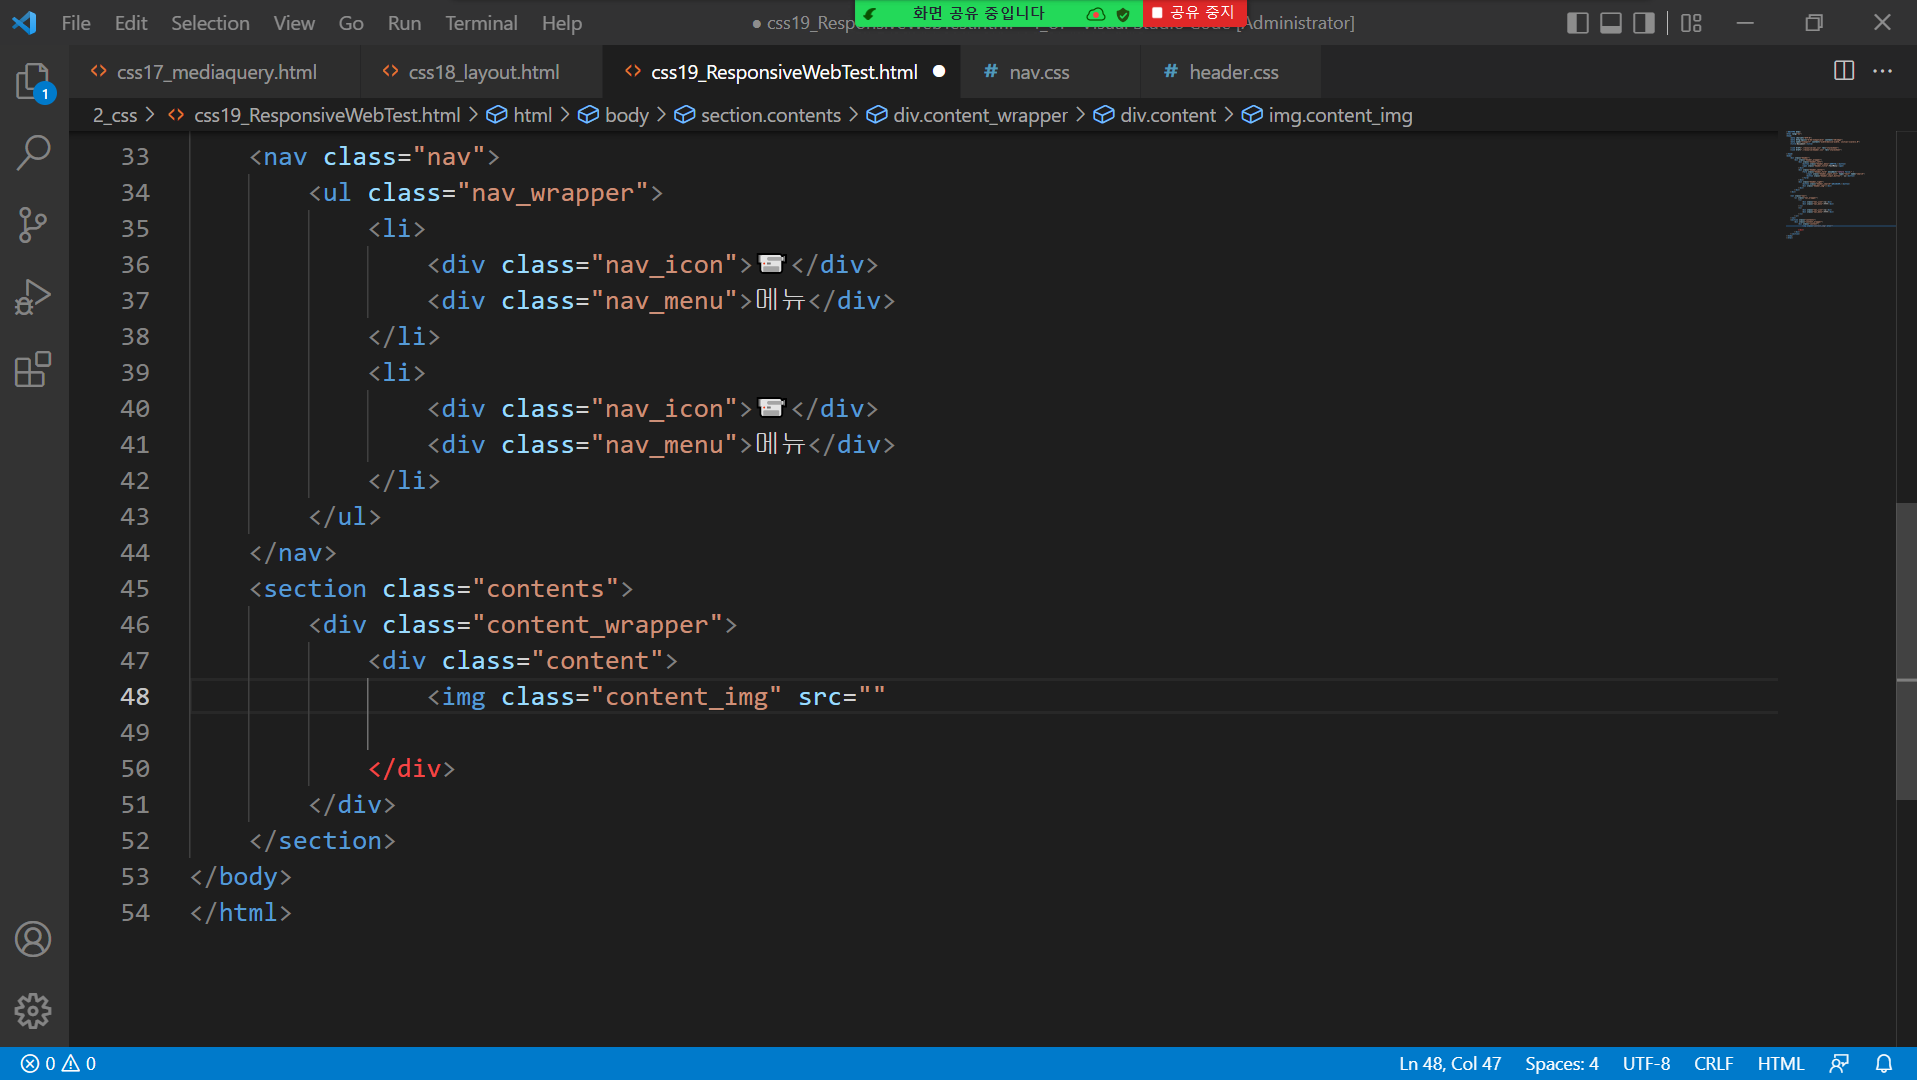 File Edit Selection View Go Run Terminal Help
화면 공유 중입니다
공유 중지
css17_mediaquery.html
css18_layout.html
css19_ResponsiveWebTest.html
nav.css
header.css
2_css > css19_ResponsiveWebTest.html > html > body > section.contents > div.content_wrapper > div.content > img.content_img
1
33 <nav class="nav">
34 <ul class="nav_wrapper">
35 <li>
36 <div class="nav_icon">📹</div>
37 <div class="nav_menu">메뉴</div>
38 </li>
39 <li>
40 <div class="nav_icon">📹</div>
41 <div class="nav_menu">메뉴</div>
42 </li>
43 </ul>
44 </nav>
45 <section class="contents">
46 <div class="content_wrapper">
47 <div class="content">
48 <img class="content_img" src=""
49
50 </div>
51 </div>
52 </section>
53 </body>
54 </html>
0 0
Ln 48, Col 47 Spaces: 4 UTF-8 CRLF HTML